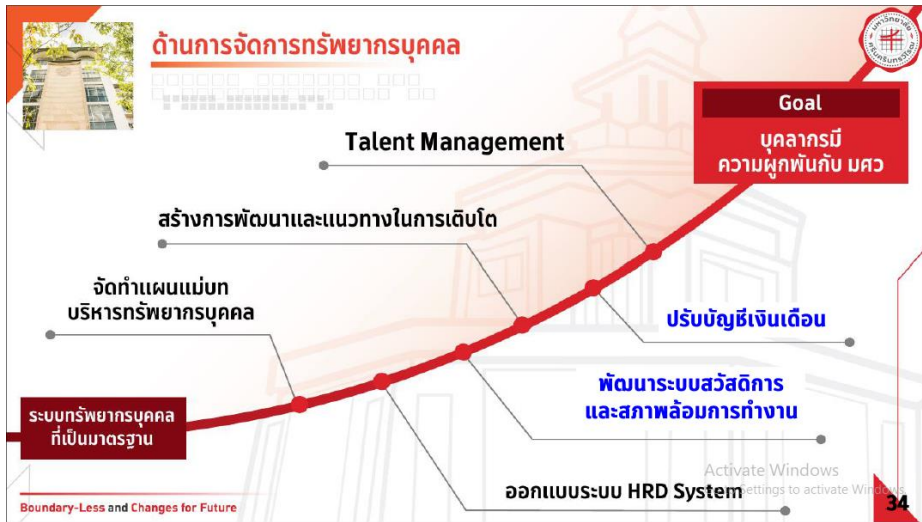 ด้านการจัดการทรัพยากรบุคคล
Goal
บุคลากรมี
ความผูกพันกับ มศว
Talent Management
สร้างการพัฒนาและแนวทางในการเติบโต
จัดทำแผนแม่บท
บริหารทรัพยากรบุคคล
ปรับบัญชีเงินเดือน
พัฒนาระบบสวัสดิการ
และสภาพล้อมการทำงาน
ระบบทรัพยากรบุคคล
ที่เป็นมาตรฐาน
ออกแบบระบบ HRD System
Activate Windows
Settings to activate Windows
Boundary-Less and Changes for Future
34